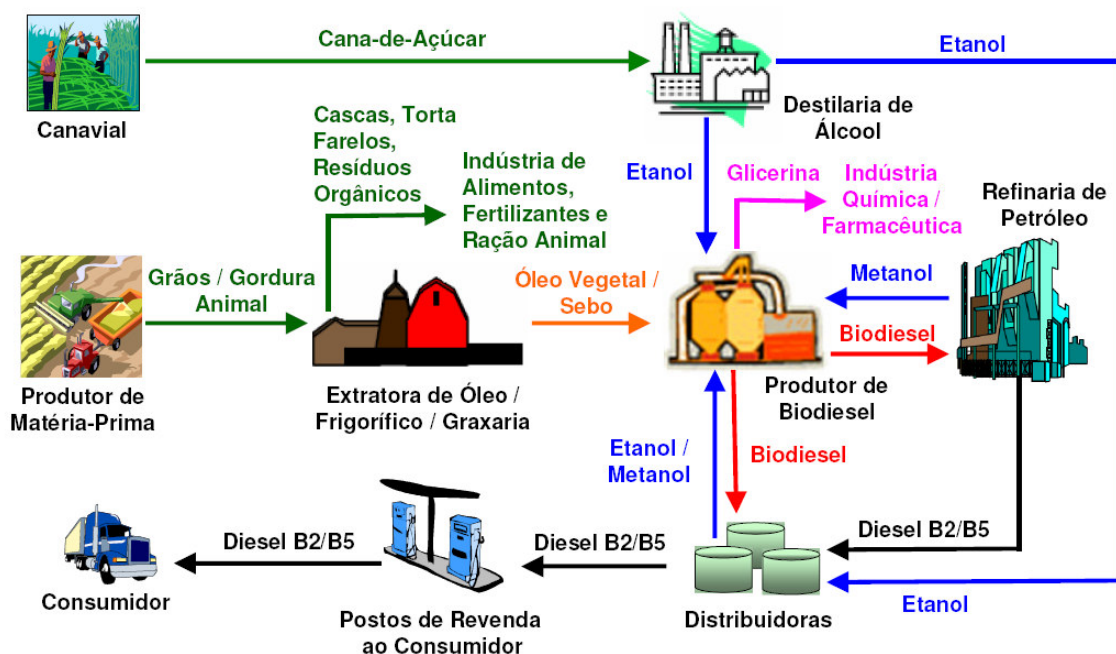 Cana-de-Açúcar
Etanol
Canavial
Destilaria de
Álcool
Cascas, Torta
Farelos,
Resíduos
Orgânicos
Indústria de
Alimentos,
Fertilizantes e
Ração Animal
Etanol
Glicerina
Indústria
Química /
Farmacêutica
Refinaria de
Petróleo
Grãos / Gordura
Animal
Óleo Vegetal /
Sebo
Metanol
Biodiesel
Produtor de
Matéria-Prima
Extratora de Óleo /
Frigorífico / Graxaria
Produtor de
Biodiesel
Etanol /
Metanol
Biodiesel
Diesel B2/B5
Diesel B2/B5
Diesel B2/B5
Consumidor
Postos de Revenda
ao Consumidor
Distribuidoras
Etanol